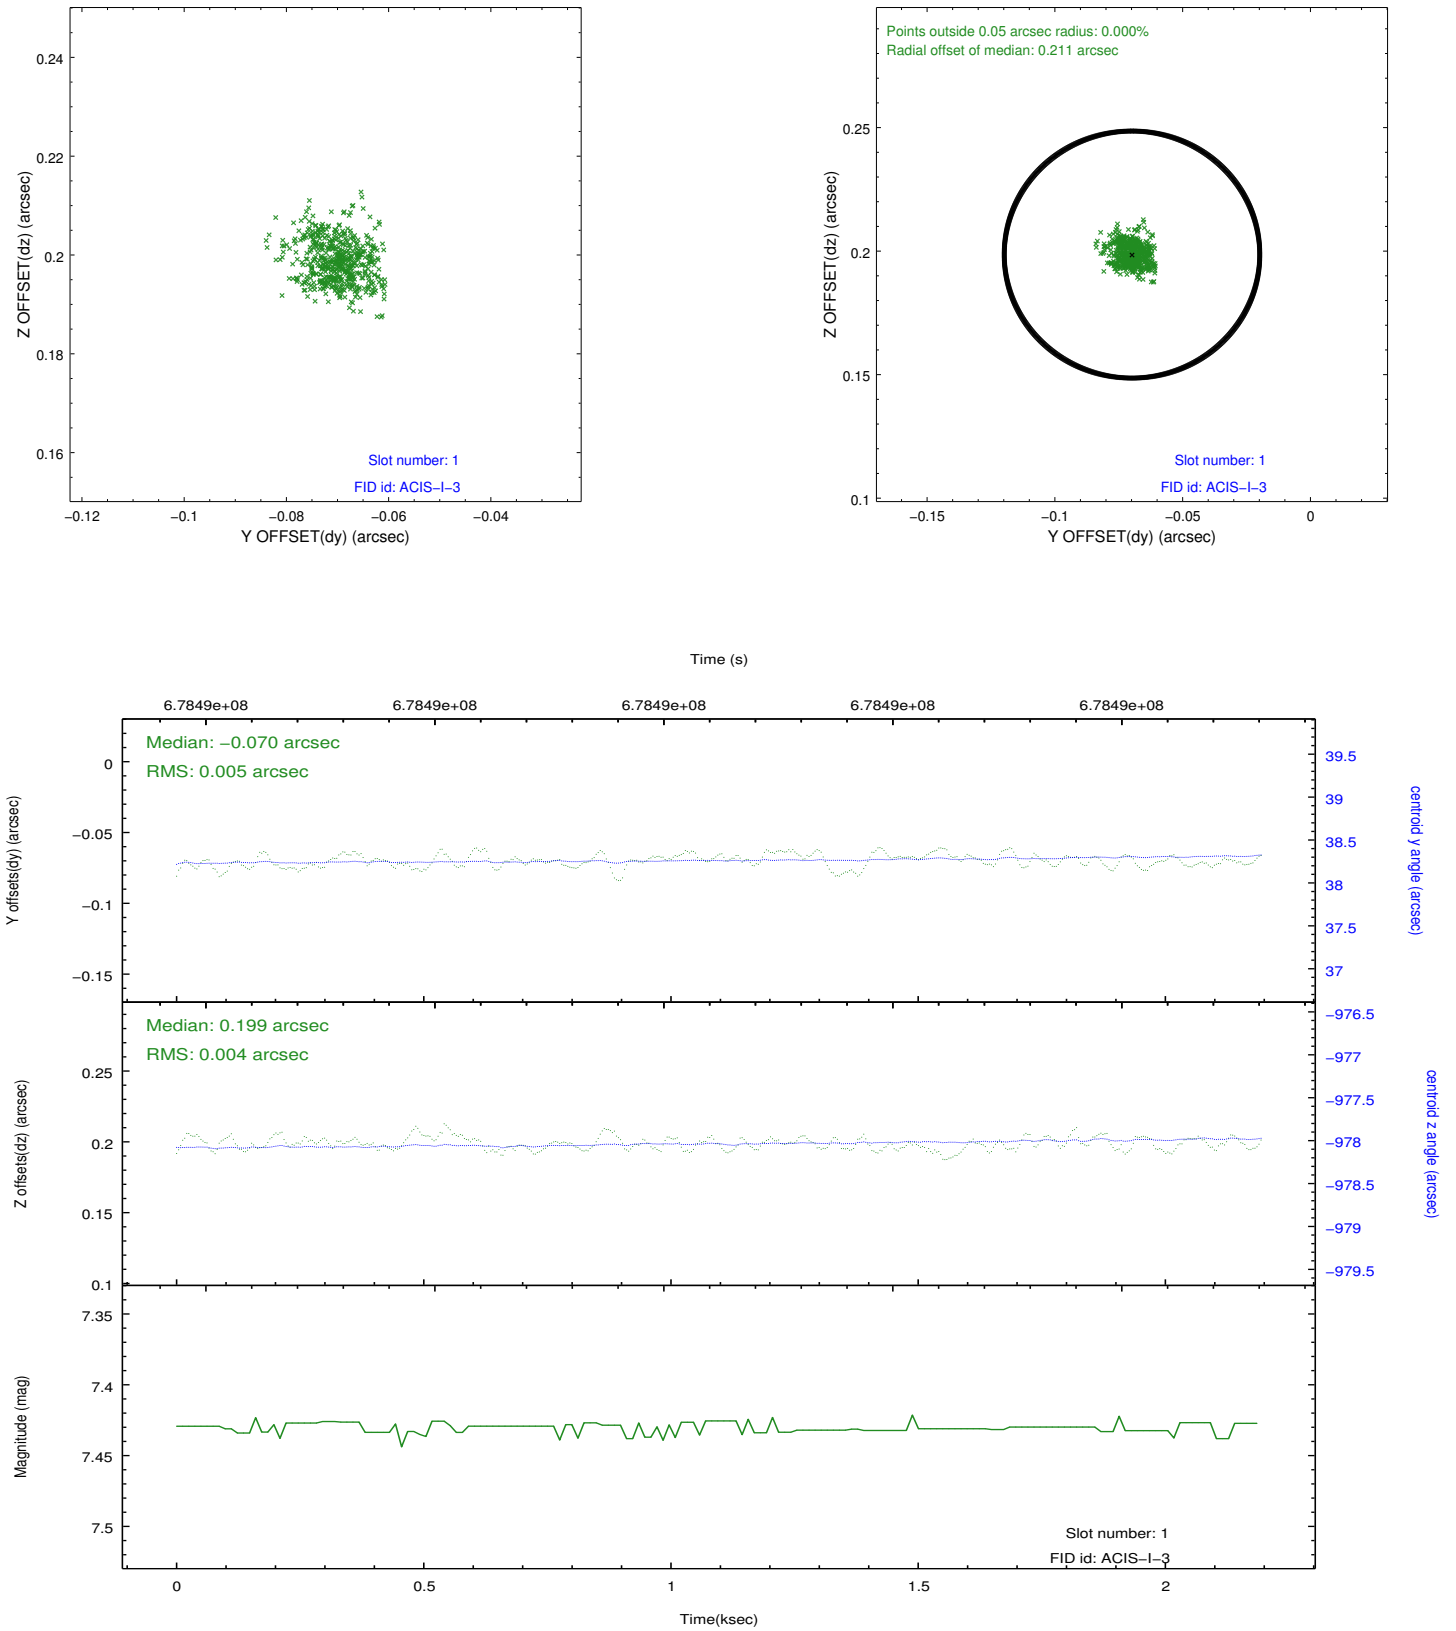 0.24
0.22
0.2
0.18
0.16
Z OFFSET(dz) (arcsec)
Slot number: 1
FID id: ACIS−I−3
−0.12 −0.1 −0.08 −0.06 −0.04
Y OFFSET(dy) (arcsec)
Points outside 0.05 arcsec radius: 0.000%
Radial offset of median: 0.211 arcsec
0.25
0.2
0.15
0.1
Z OFFSET(dz) (arcsec)
Slot number: 1
FID id: ACIS−I−3
−0.15 −0.1 −0.05 0
Y OFFSET(dy) (arcsec)
Time (s)
6.7849e+08 6.7849e+08 6.7849e+08 6.7849e+08 6.7849e+08
Median: −0.070 arcsec
RMS: 0.005 arcsec
0
−0.05
−0.1
−0.15
Y offsets(dy) (arcsec)
39.5
39
38.5
38
37.5
37
centroid y angle (arcsec)
Median: 0.199 arcsec
RMS: 0.004 arcsec
0.25
0.2
0.15
0.1
Z offsets(dz) (arcsec)
−976.5
−977
−977.5
−978
−978.5
−979
−979.5
centroid z angle (arcsec)
7.35
7.4
7.45
7.5
Magnitude (mag)
Slot number: 1
FID id: ACIS−I−3
0 0.5 1 1.5 2
Time(ksec)